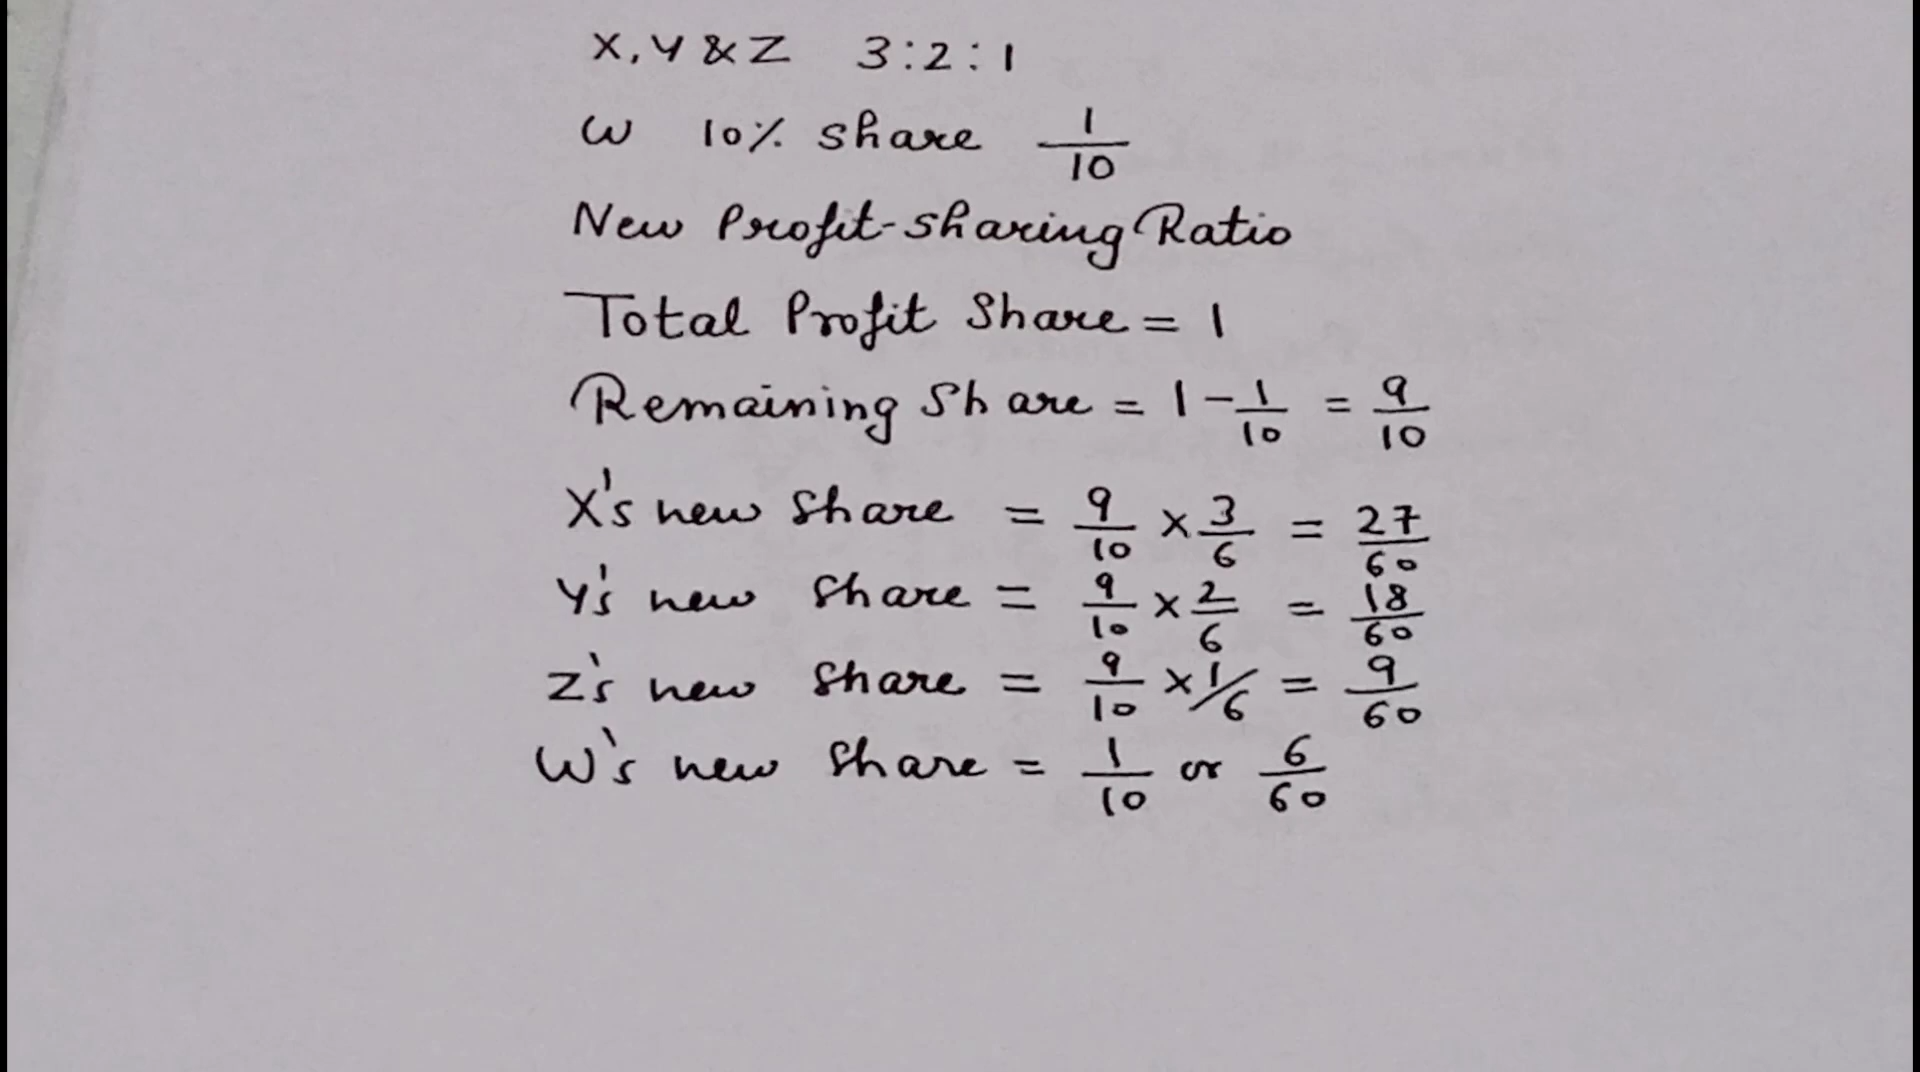 X, Y & Z 3:2:1
W 10% share 1/10
New Profit-sharing Ratio
Total Profit Share = 1
Remaining Share = 1 - 1/10 = 9/10
X's new share = 9/10 × 3/6 = 27/60
Y's new share = 9/10 × 2/6 = 18/60
Z's new share = 9/10 × 1/6 = 9/60
W's new share = 1/10 or 6/60